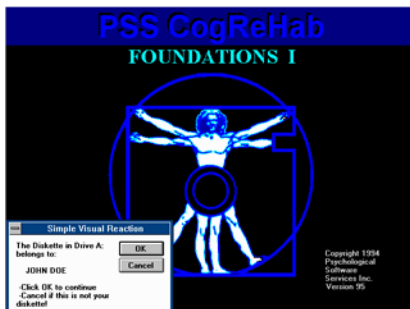 PSS CogReHab
FOUNDATIONS I
Simple Visual Reaction
The Diskette in Drive A:
belongs to:
OK
JOHN DOE
Cancel
-Click OK to continue
-Cancel if this is not your
diskette!
Copyright 1994
Psychological
Software
Services Inc.
Version 95